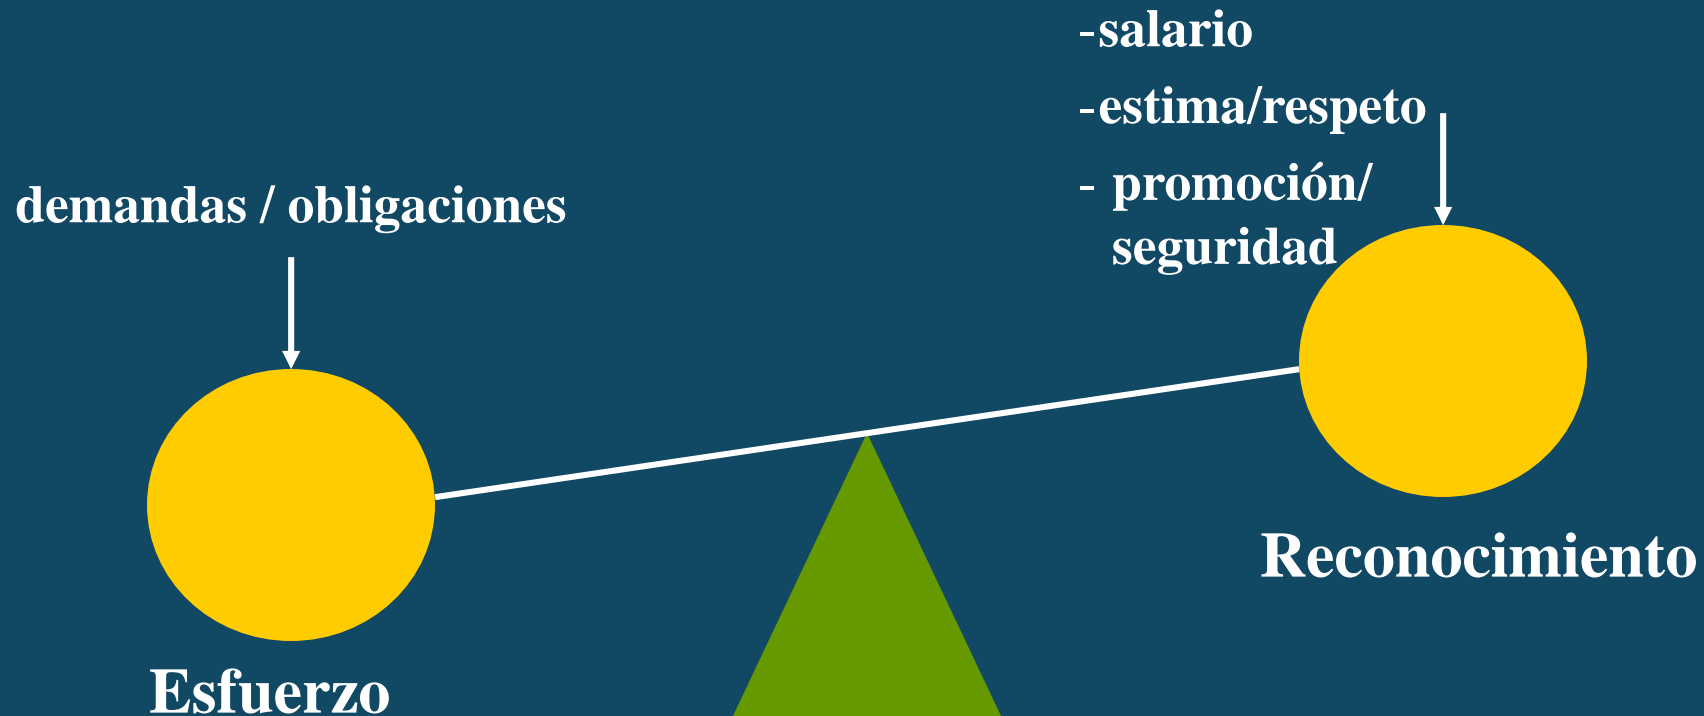 -salario
-estima/respeto
- promoción/
seguridad
demandas / obligaciones
Reconocimiento
Esfuerzo